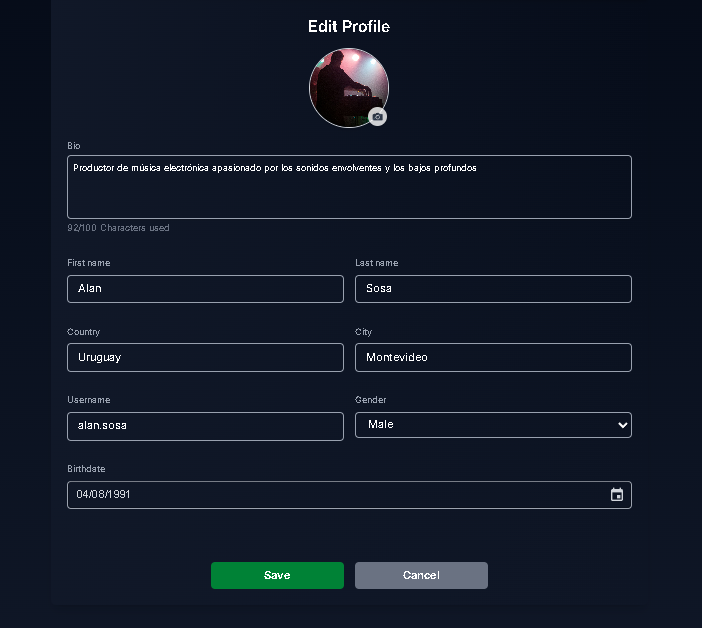 Edit Profile
Bio
Productor de música electrónica apasionado por los sonidos envolventes y los bajos profundos
92/100 Characters used
First name
Last name
Alan
Sosa
Country
City
Uruguay
Montevideo
Username
Gender
alan.sosa
Male
Birthdate
04/08/1991
Save
Cancel